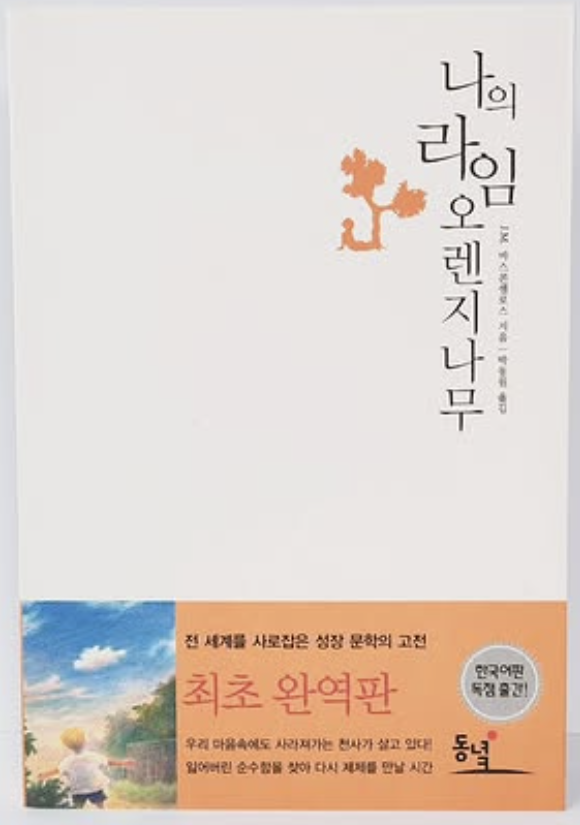 나의
라임
오렌지나무
J.M. 바스콘셀로스 지음 | 박동원 옮김
전 세계를 사로잡은 성장 문학의 고전
최초 완역판
우리 마음속에도 사라져가는 천사가 살고 있다!
잃어버린 순수함을 찾아 다시 제제를 만날 시간
한국어판
독점 출간!
동녘